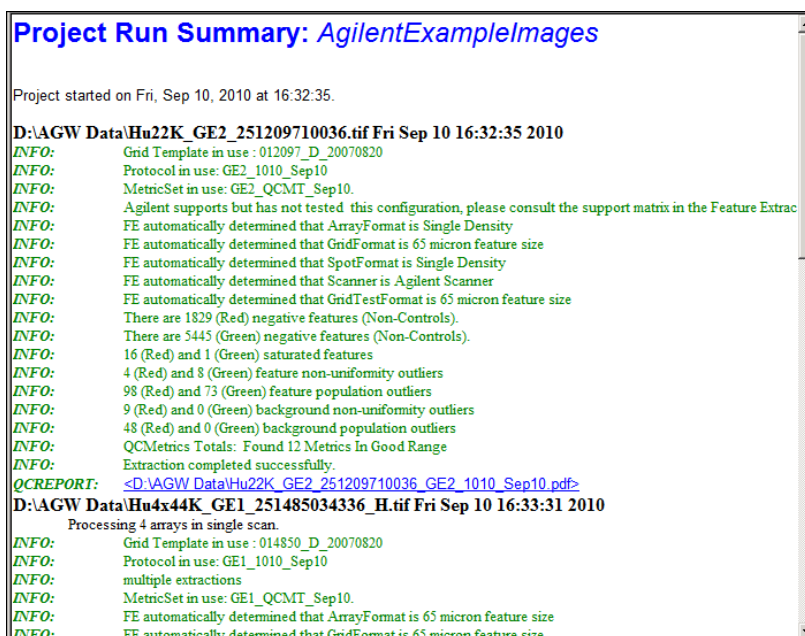 Project Run Summary: AgilentExampleImages
Project started on Fri, Sep 10, 2010 at 16:32:35.
D:\AGW Data\Hu22K_GE2_251209710036.tif Fri Sep 10 16:32:35 2010
INFO: Grid Template in use : 012097_D_20070820
INFO: Protocol in use: GE2_1010_Sep10
INFO: MetricSet in use: GE2_QCMT_Sep10.
INFO: Agilent supports but has not tested this configuration, please consult the support matrix in the Feature Extrac
INFO: FE automatically determined that ArrayFormat is Single Density
INFO: FE automatically determined that GridFormat is 65 micron feature size
INFO: FE automatically determined that SpotFormat is Single Density
INFO: FE automatically determined that Scanner is Agilent Scanner
INFO: FE automatically determined that GridTestFormat is 65 micron feature size
INFO: There are 1829 (Red) negative features (Non-Controls).
INFO: There are 5445 (Green) negative features (Non-Controls).
INFO: 16 (Red) and 1 (Green) saturated features
INFO: 4 (Red) and 8 (Green) feature non-uniformity outliers
INFO: 98 (Red) and 73 (Green) feature population outliers
INFO: 9 (Red) and 0 (Green) background non-uniformity outliers
INFO: 48 (Red) and 0 (Green) background population outliers
INFO: QCMetrics Totals: Found 12 Metrics In Good Range
INFO: Extraction completed successfully.
QCREPORT: <D:\AGW Data\Hu22K_GE2_251209710036_GE2_1010_Sep10.pdf>
D:\AGW Data\Hu4x44K_GE1_251485034336_H.tif Fri Sep 10 16:33:31 2010
Processing 4 arrays in single scan.
INFO: Grid Template in use : 014850_D_20070820
INFO: Protocol in use: GE1_1010_Sep10
INFO: multiple extractions
INFO: MetricSet in use: GE1_QCMT_Sep10.
INFO: FE automatically determined that ArrayFormat is 65 micron feature size
INFO: FE automatically determined that GridFormat is 65 micron feature size